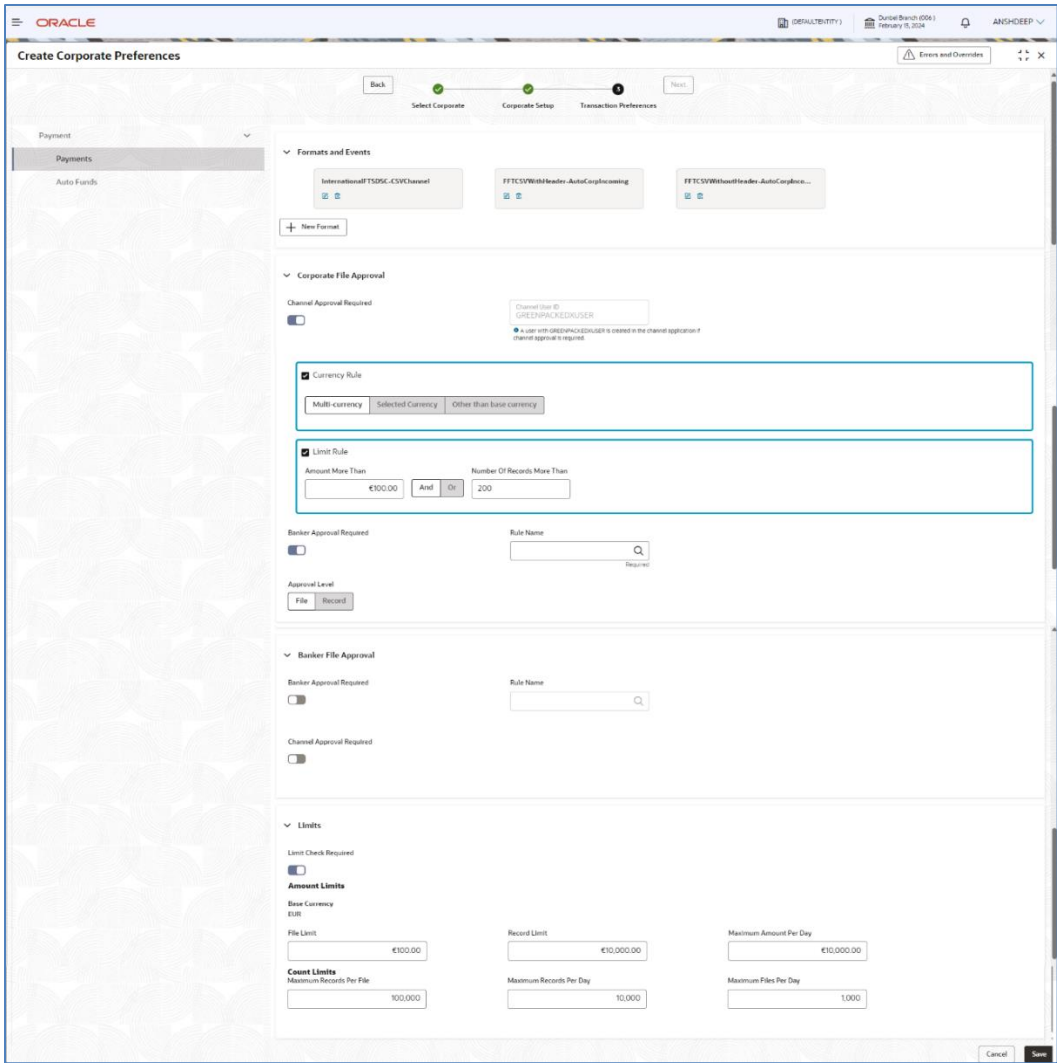 ORACLE
(DEFAULTENTITY)
Dunbel Branch (006)
February 15, 2024
ANSHDEEP
Create Corporate Preferences
Errors and Overrides
Back
3
Next
Select Corporate
Corporate Setup
Transaction Preferences
Payment
Payments
Auto Funds
Formats and Events
InternationalFTSDSC-CSVChannel
FFTCSVWithHeader-AutoCorpIncoming
FFTCSVWithoutHeader-AutoCorpInco...
New Format
Corporate File Approval
Channel Approval Required
Channel User ID
GREENPACKEDXUSER
A user with GREENPACKEDXUSER is created in the channel application if
channel approval is required.
Currency Rule
Multi-currency
Selected Currency
Other than base currency
Limit Rule
Amount More Than
Number Of Records More Than
€100.00
And
Or
200
Banker Approval Required
Rule Name
Required
Approval Level
File
Record
Banker File Approval
Banker Approval Required
Rule Name
Channel Approval Required
Limits
Limit Check Required
Amount Limits
Base Currency
EUR
File Limit
Record Limit
Maximum Amount Per Day
€100.00
€10,000.00
€10,000.00
Count Limits
Maximum Records Per File
Maximum Records Per Day
Maximum Files Per Day
100,000
10,000
1,000
Cancel
Save